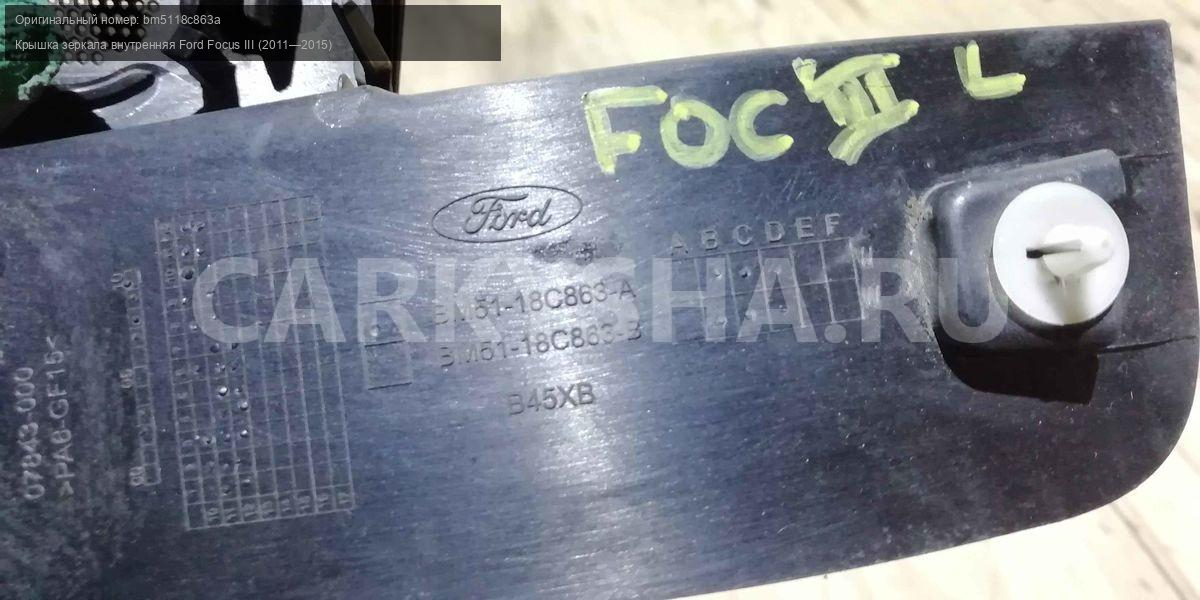 Оригинальный номер: bm5118c863a
Крышка зеркала внутренняя Ford Focus III (2011—2015)
FOC III L
Ford
A B C D E F
CARKASHA.RU
BM51-18C863-A
BM51-18C863-B
B45XB
07843-000
>PA6-GF15<